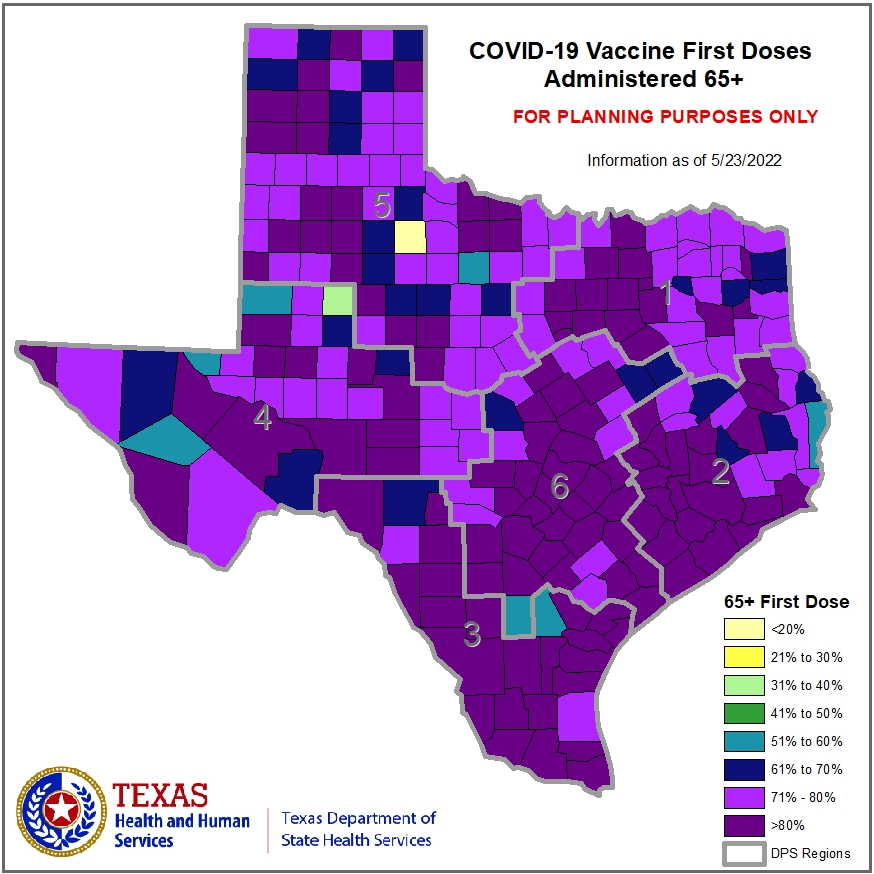 COVID-19 Vaccine First Doses
Administered 65+
FOR PLANNING PURPOSES ONLY
Information as of 5/23/2022
5
1
4
2
6
3
65+ First Dose
<20%
21% to 30%
31% to 40%
41% to 50%
51% to 60%
61% to 70%
71% - 80%
>80%
DPS Regions
TEXAS
Health and Human
Services
Texas Department of
State Health Services